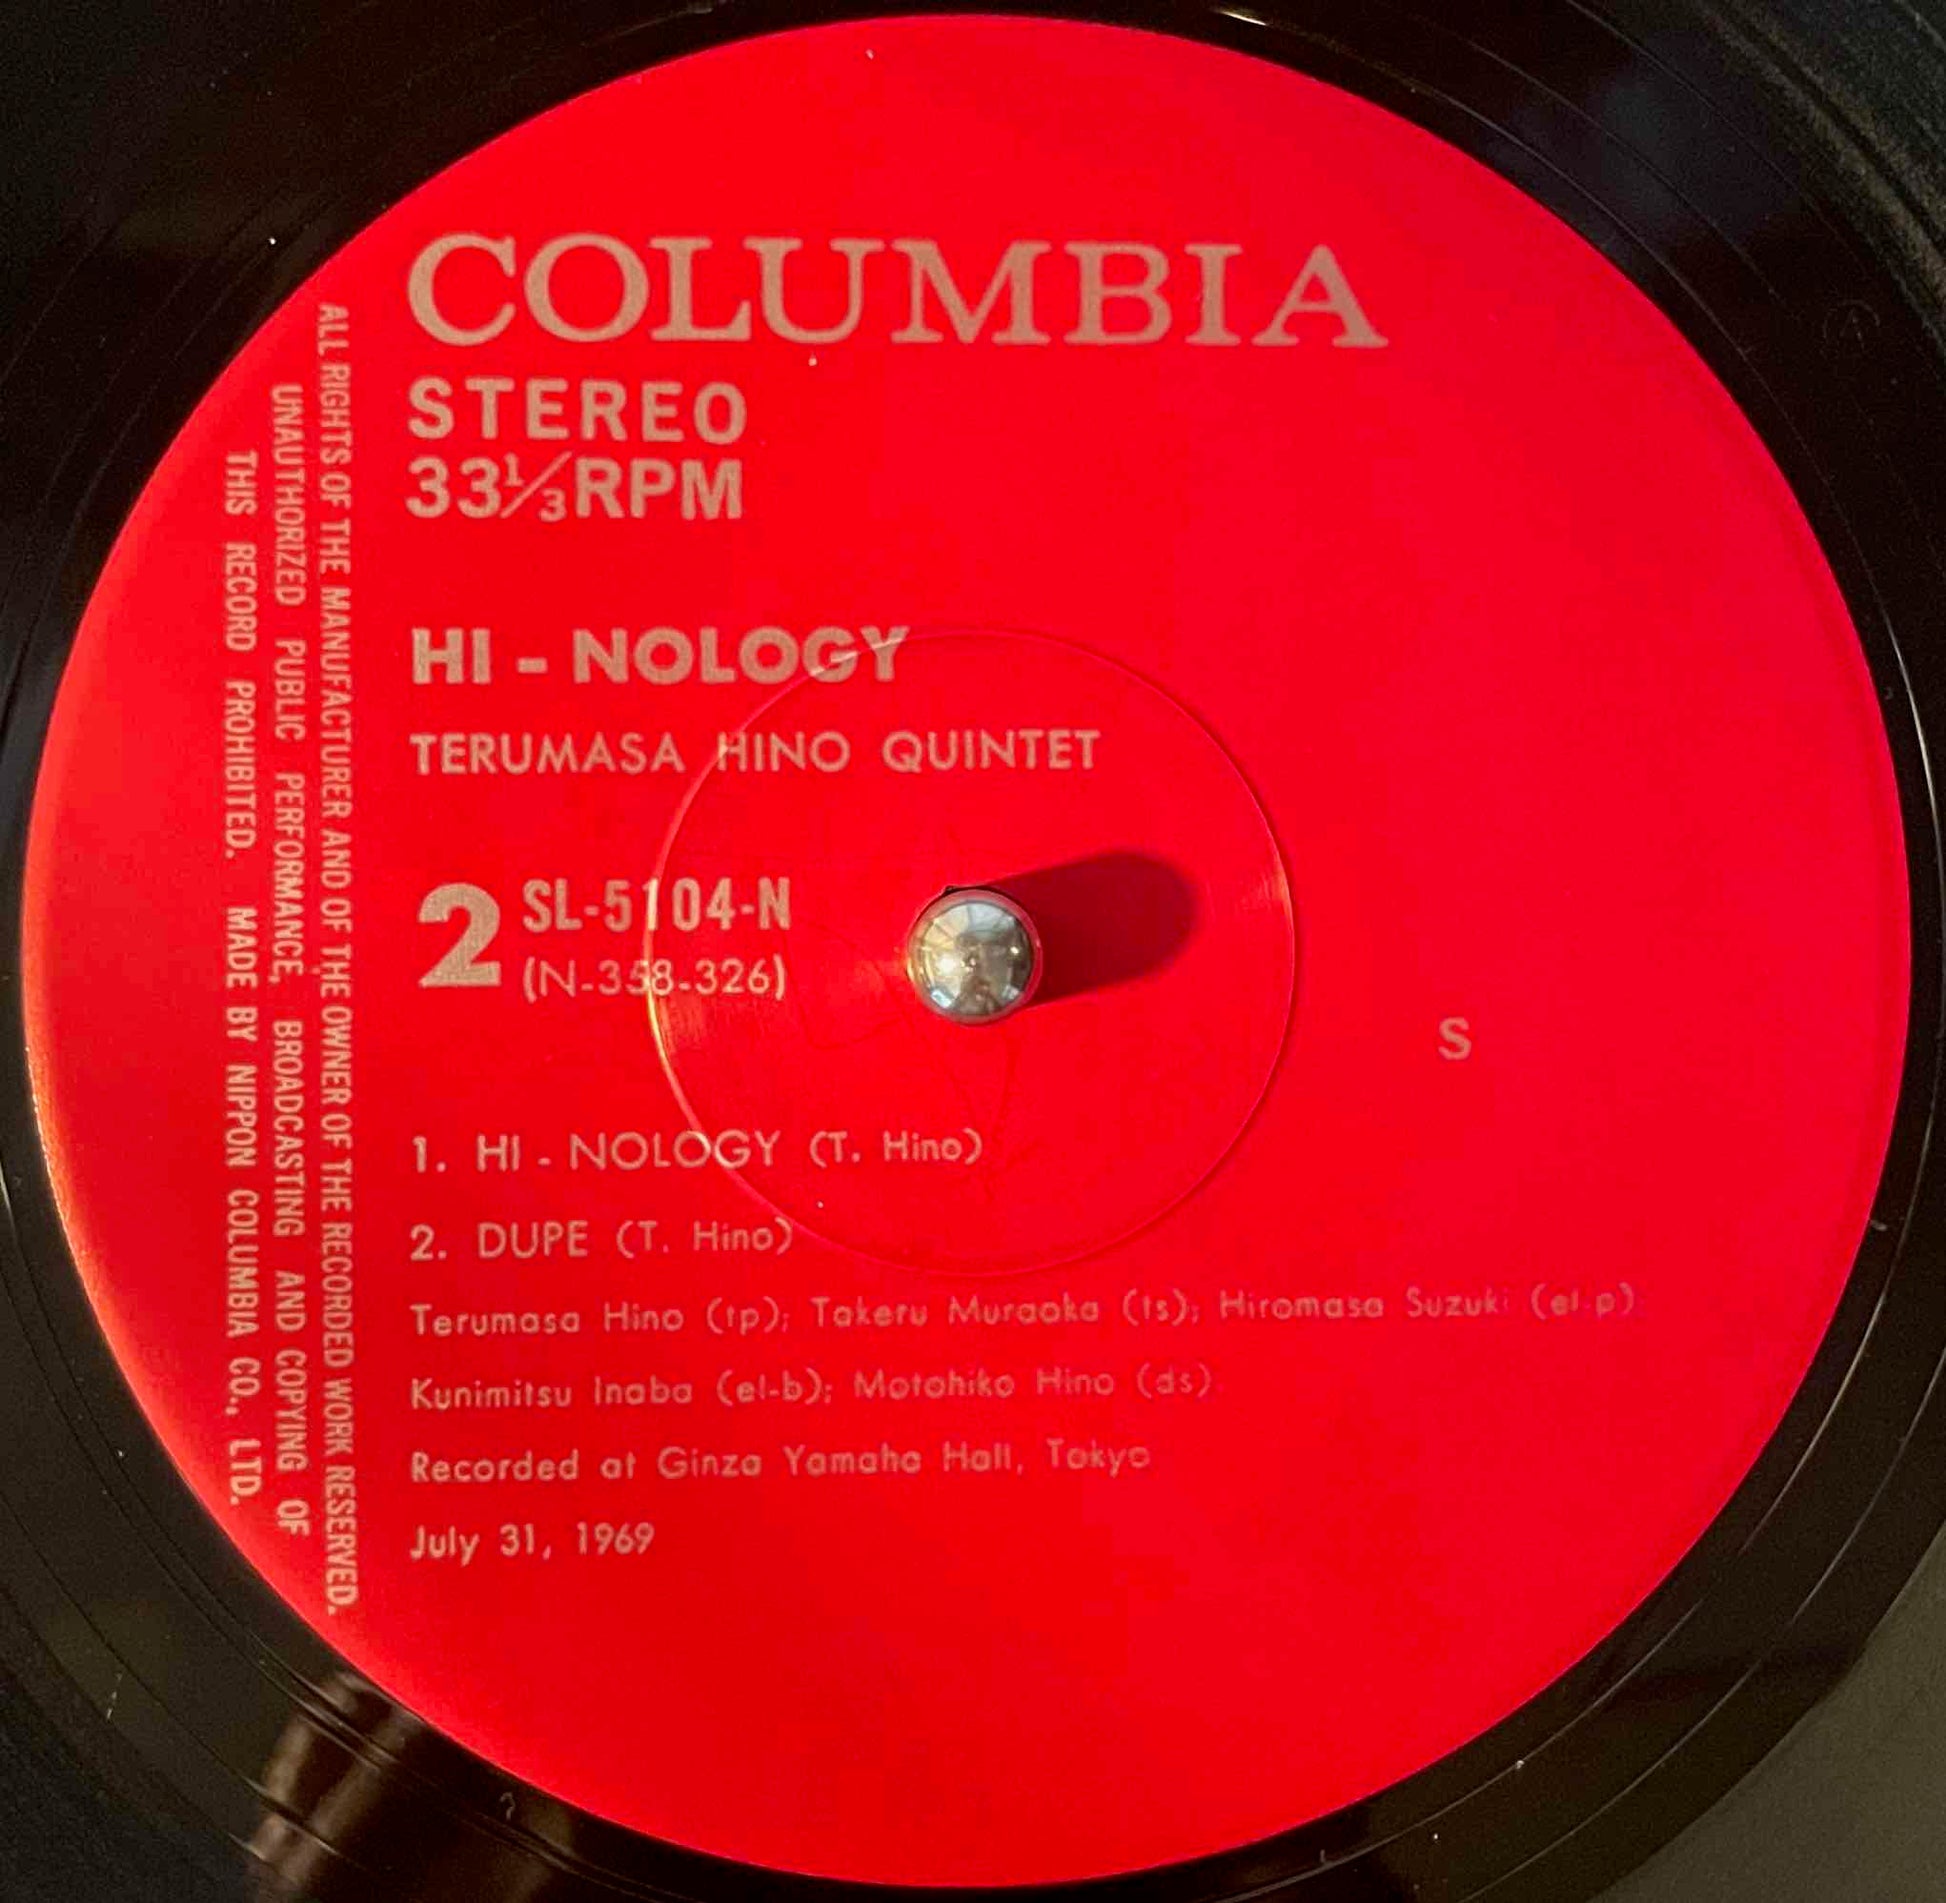 COLUMBIA
STEREO
33⅓RPM
HI - NOLOGY
TERUMASA HINO QUINTET
2 SL-5104-N
(N-358-326)
S
1. HI - NOLOGY (T. Hino)
2. DUPE (T. Hino)
Terumasa Hino (tp); Takeru Muraoka (ts); Hiromasa Suzuki (el-p)
Kunimitsu Inaba (el-b); Motohiko Hino (ds)
Recorded at Ginza Yamaha Hall, Tokyo
July 31, 1969
ALL RIGHTS OF THE MANUFACTURER AND OF THE OWNER OF THE RECORDED WORK RESERVED.
UNAUTHORIZED PUBLIC PERFORMANCE, BROADCASTING AND COPYING OF
THIS RECORD PROHIBITED. MADE BY NIPPON COLUMBIA CO., LTD.